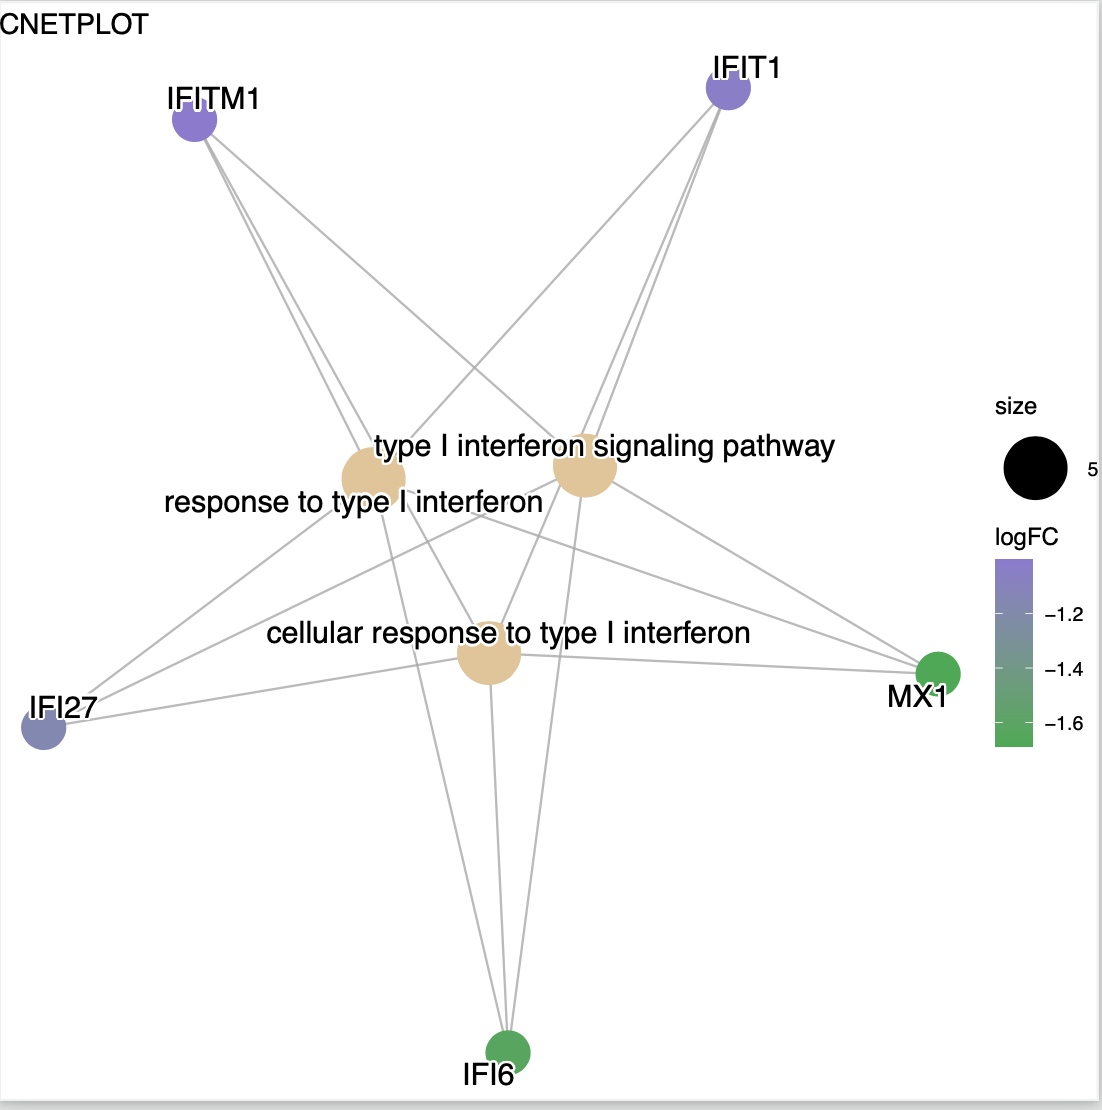 CNETPLOT
IFIT1
IFITM1
size
type I interferon signaling pathway
5
response to type I interferon
logFC
−1.2
cellular response to type I interferon
−1.4
MX1
IFI27
−1.6
IFI6